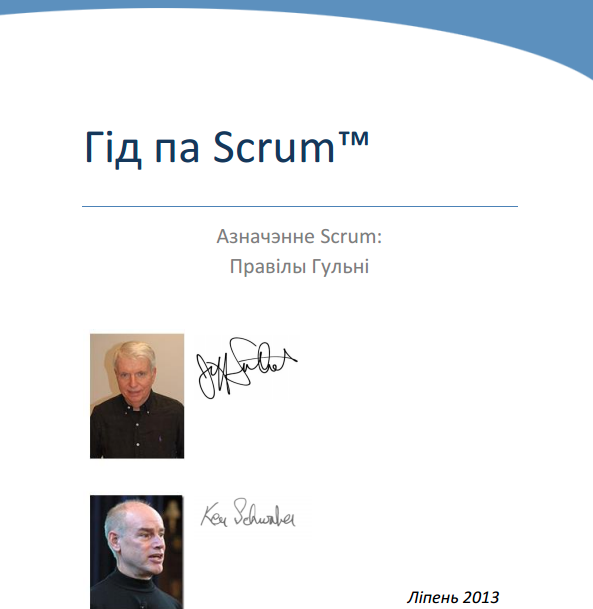 Гід па Scrum™
Азначэнне Scrum:
Правілы Гульні
Ken Schwaber
Ліпень 2013